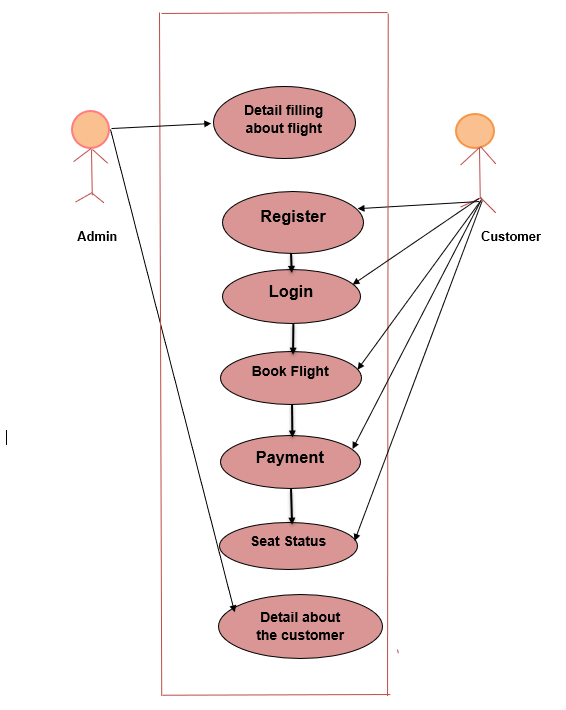 Detail filling
about flight
Admin
Customer
Register
Login
Book Flight
Payment
Seat Status
Detail about
the customer